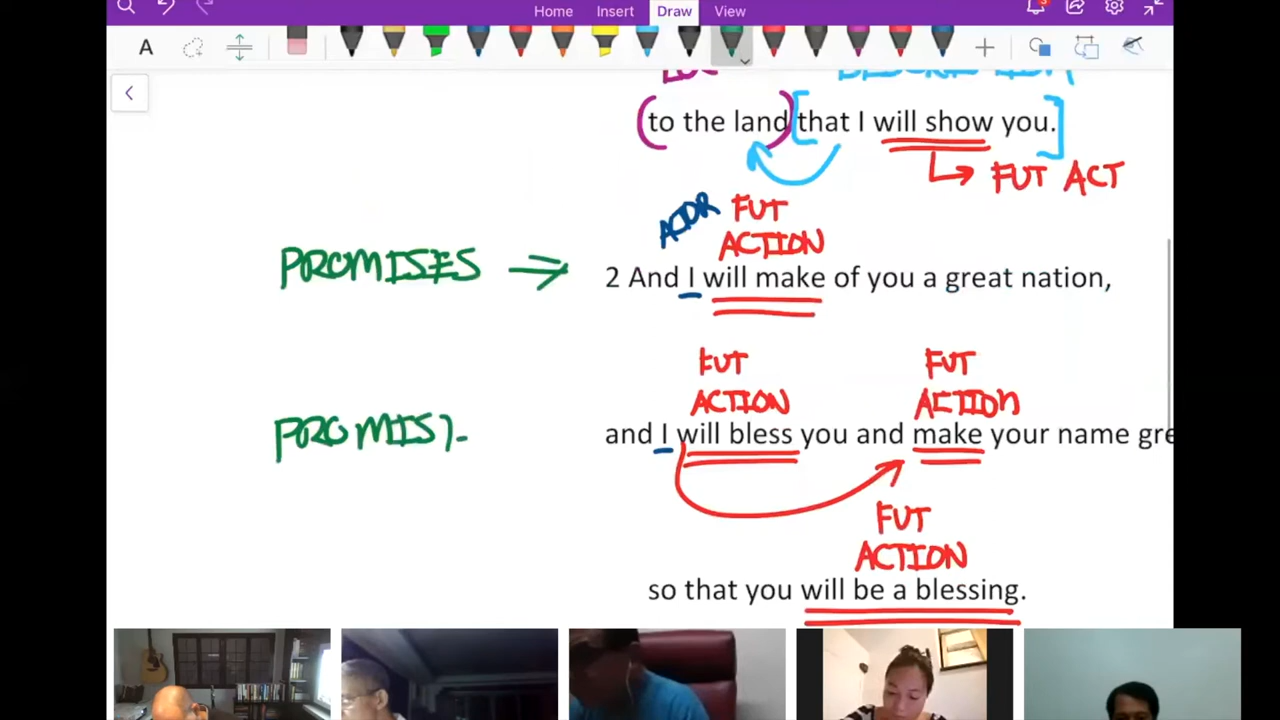 Home Insert Draw View
A
(to the land) [that I will show you.]
FUT ACT
ACTOR FUT
ACTION
PROMISES ⇒ 2 And I will make of you a great nation,
FUT FUT
ACTION ACTION
PROMIS and I will bless you and make your name gre
FUT
ACTION
so that you will be a blessing.